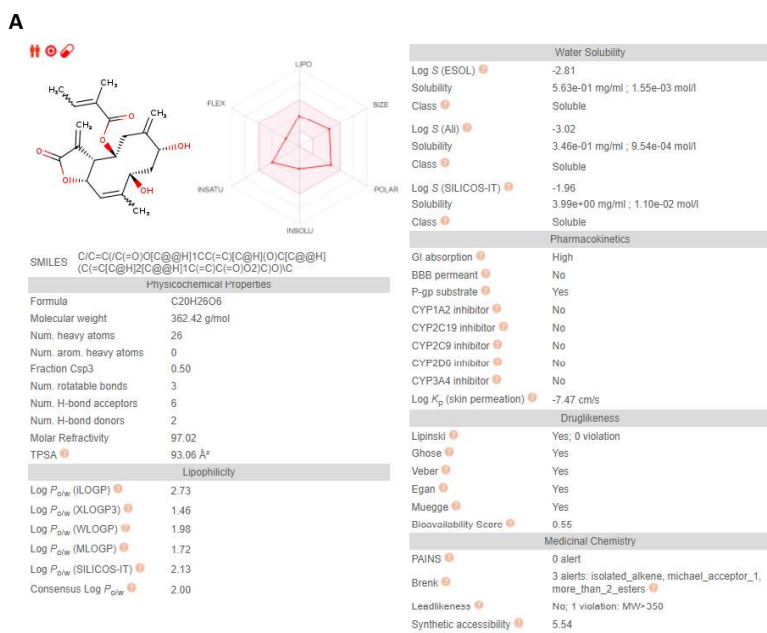 A
LIPO
FLEX
SIZE
INSATU
POLAR
INSOLU
H₃C
CH₃
O
O
CH₂
CH₂
OH
O
O
OH
CH₃
SMILES C/C=C(/C(=O)O[C@@H]1CC(=C)[C@H](O)C[C@@H]
(C(=C[C@H]2[C@@H]1C(=C)C(=O)O2)C)O)\C
Physicochemical Properties
Formula C20H26O6
Molecular weight 362.42 g/mol
Num. heavy atoms 26
Num. arom. heavy atoms 0
Fraction Csp3 0.50
Num. rotatable bonds 3
Num. H-bond acceptors 6
Num. H-bond donors 2
Molar Refractivity 97.02
TPSA ? 93.06 Å²
Lipophilicity
Log Po/w (iLOGP) ? 2.73
Log Po/w (XLOGP3) ? 1.46
Log Po/w (WLOGP) ? 1.98
Log Po/w (MLOGP) ? 1.72
Log Po/w (SILICOS-IT) ? 2.13
Consensus Log Po/w ? 2.00
Water Solubility
Log S (ESOL) ? -2.81
Solubility 5.63e-01 mg/ml ; 1.55e-03 mol/l
Class ? Soluble
Log S (Ali) ? -3.02
Solubility 3.46e-01 mg/ml ; 9.54e-04 mol/l
Class ? Soluble
Log S (SILICOS-IT) ? -1.96
Solubility 3.99e+00 mg/ml ; 1.10e-02 mol/l
Class ? Soluble
Pharmacokinetics
GI absorption ? High
BBB permeant ? No
P-gp substrate ? Yes
CYP1A2 inhibitor ? No
CYP2C19 inhibitor ? No
CYP2C9 inhibitor ? No
CYP2D6 inhibitor ? No
CYP3A4 inhibitor ? No
Log Kp (skin permeation) ? -7.47 cm/s
Druglikeness
Lipinski ? Yes; 0 violation
Ghose ? Yes
Veber ? Yes
Egan ? Yes
Muegge ? Yes
Bioavailability Score ? 0.55
Medicinal Chemistry
PAINS ? 0 alert
Brenk ? 3 alerts: isolated_alkene, michael_acceptor_1,
more_than_2_esters ?
Leadlikeness ? No; 1 violation: MW>350
Synthetic accessibility ? 5.54